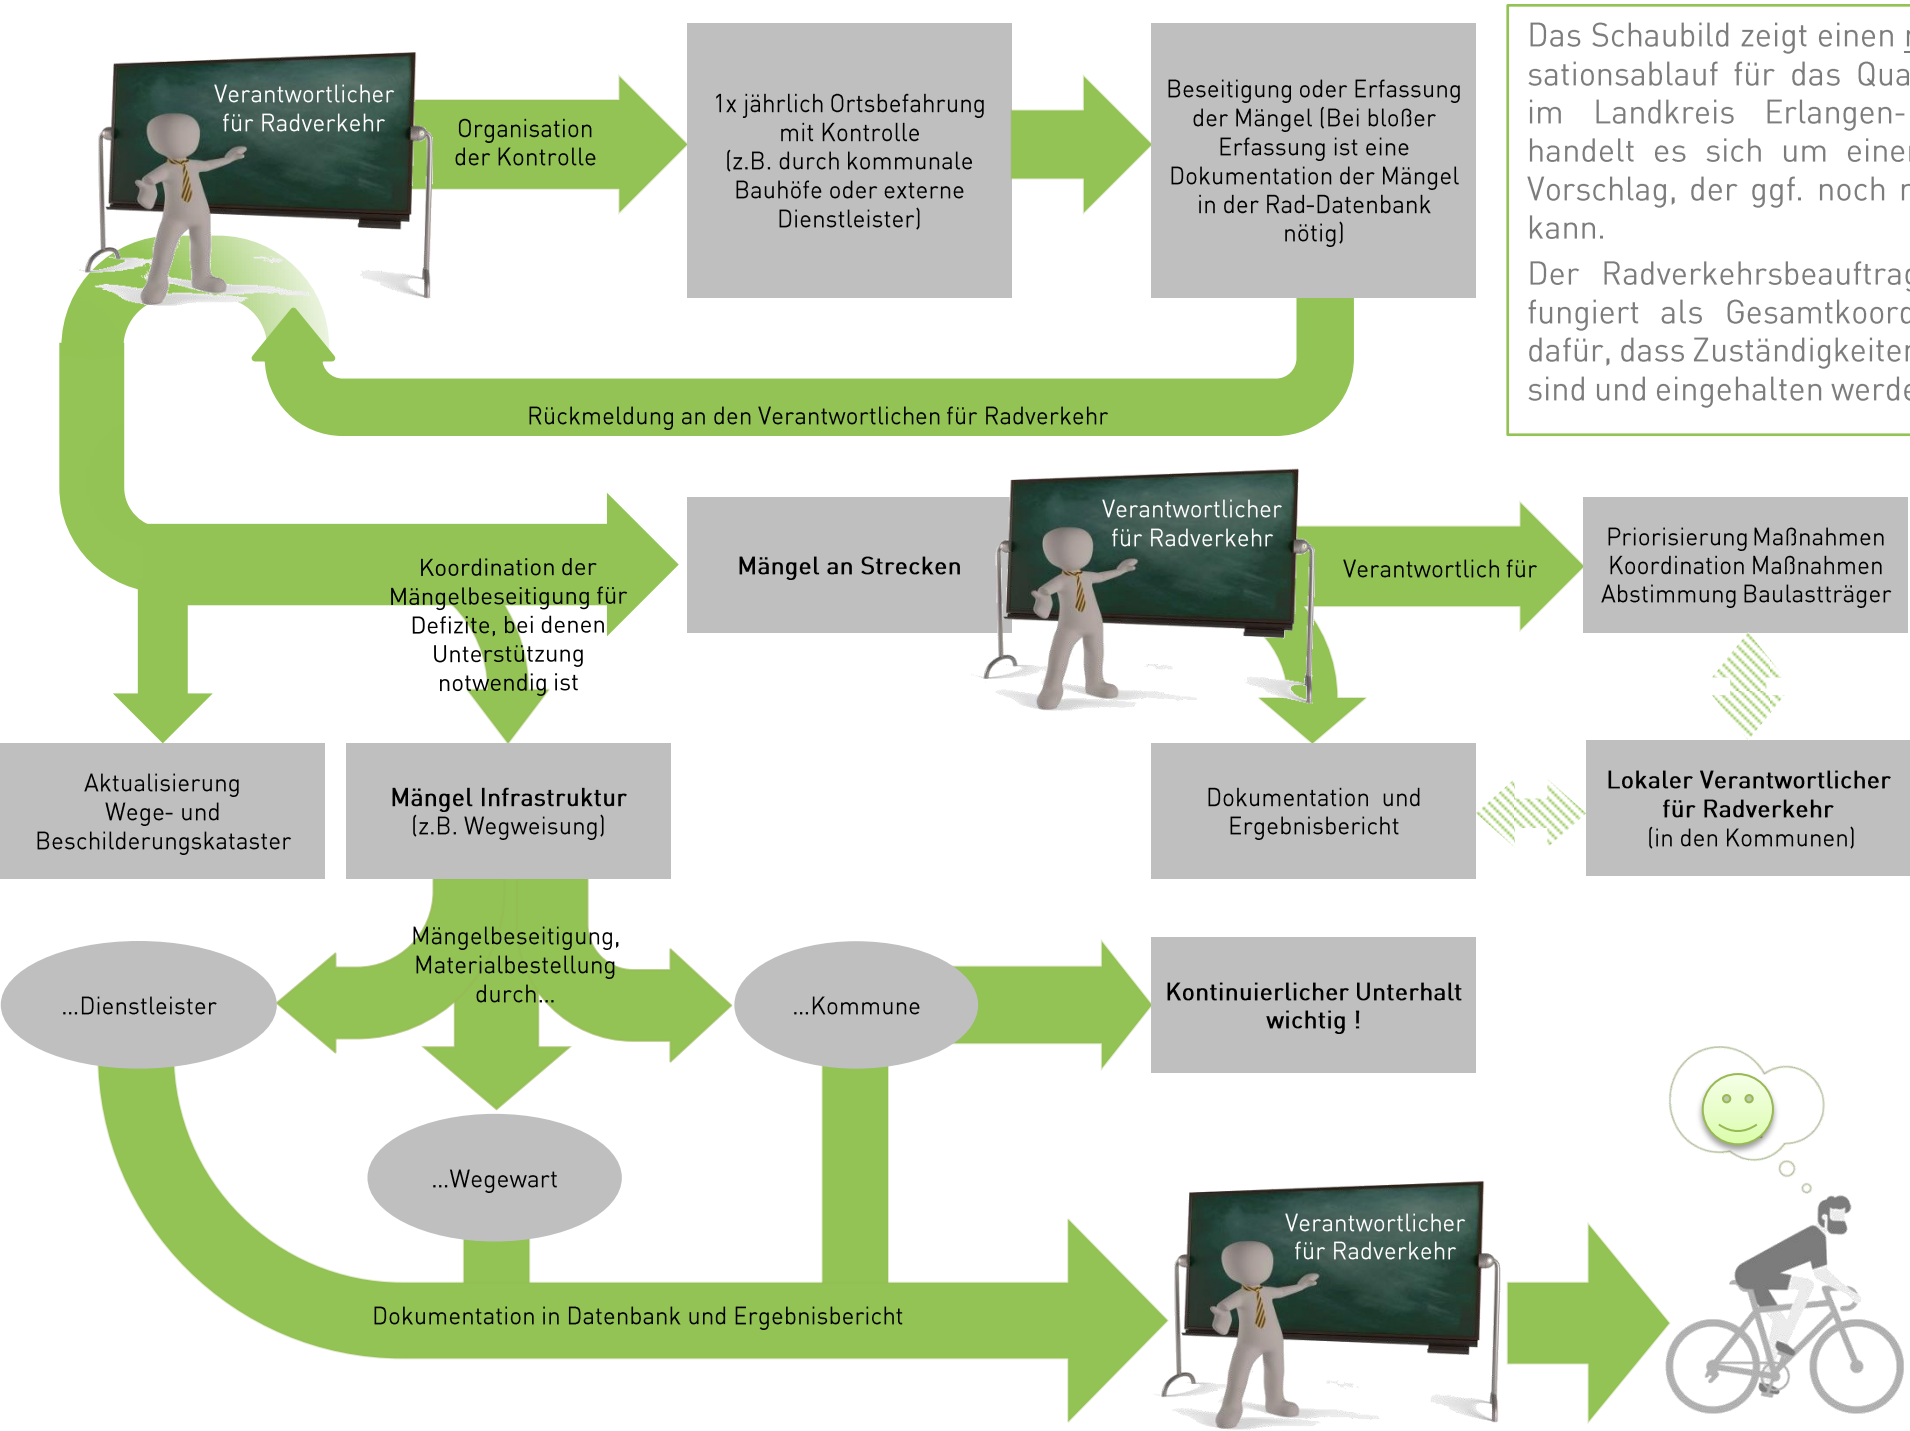 Verantwortlicher
für Radverkehr
Organisation
der Kontrolle
1x jährlich Ortsbefahrung
mit Kontrolle
(z.B. durch kommunale
Bauhöfe oder externe
Dienstleister)
Beseitigung oder Erfassung
der Mängel (Bei bloßer
Erfassung ist eine
Dokumentation der Mängel
in der Rad-Datenbank
nötig)
Das Schaubild zeigt einen
sationsablauf für das
im Landkreis Erlangen-
handelt es sich um
Vorschlag, der ggf. noch
kann.
Der
fungiert als
dafür, dass
sind und eingehalten
Rückmeldung an den Verantwortlichen für Radverkehr
Koordination der
Mängelbeseitigung für
Defizite, bei denen
Unterstützung
notwendig ist
Mängel an Strecken
Verantwortlicher
für Radverkehr
Verantwortlich für
Priorisierung Maßnahmen
Koordination Maßnahmen
Abstimmung Baulastträger
Aktualisierung
Wege- und
Beschilderungskataster
Mängel Infrastruktur
(z.B. Wegweisung)
Dokumentation und
Ergebnisbericht
Lokaler Verantwortlicher
für Radverkehr
(in den Kommunen)
Mängelbeseitigung,
Materialbestellung
durch...
...Dienstleister
...Kommune
Kontinuierlicher Unterhalt
wichtig !
...Wegewart
Verantwortlicher
für Radverkehr
Dokumentation in Datenbank und Ergebnisbericht